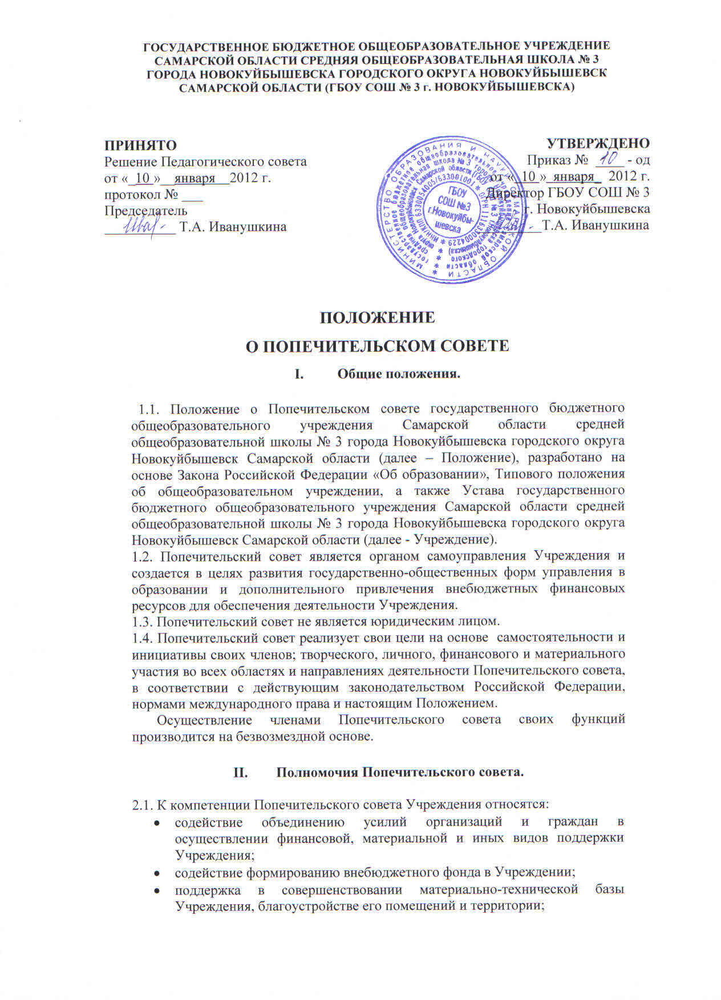 ГОСУДАРСТВЕННОЕ БЮДЖЕТНОЕ ОБЩЕОБРАЗОВАТЕЛЬНОЕ УЧРЕЖДЕНИЕ
САМАРСКОЙ ОБЛАСТИ СРЕДНЯЯ ОБЩЕОБРАЗОВАТЕЛЬНАЯ ШКОЛА № 3
ГОРОДА НОВОКУЙБЫШЕВСКА ГОРОДСКОГО ОКРУГА НОВОКУЙБЫШЕВСК
САМАРСКОЙ ОБЛАСТИ (ГБОУ СОШ № 3 г. НОВОКУЙБЫШЕВСКА)
ПРИНЯТО
Решение Педагогического совета
от «_10_»__января__2012 г.
протокол № ___
Председатель
__________ Т.А. Иванушкина
УТВЕРЖДЕНО
Приказ № 10 - од
от «_10_»_января_ 2012 г.
Директор ГБОУ СОШ № 3
г. Новокуйбышевска
_________Т.А. Иванушкина
МИНИСТЕРСТВО ОБРАЗОВАНИЯ И НАУКИ САМАРСКОЙ ОБЛАСТИ
ГБОУ
СОШ №3
г.Новокуйбы-
шевска
ПОЛОЖЕНИЕ
О ПОПЕЧИТЕЛЬСКОМ СОВЕТЕ
I. Общие положения.
1.1. Положение о Попечительском совете государственного бюджетного
общеобразовательного учреждения Самарской области средней
общеобразовательной школы № 3 города Новокуйбышевска городского округа
Новокуйбышевск Самарской области (далее – Положение), разработано на
основе Закона Российской Федерации «Об образовании», Типового положения
об общеобразовательном учреждении, а также Устава государственного
бюджетного общеобразовательного учреждения Самарской области средней
общеобразовательной школы № 3 города Новокуйбышевска городского округа
Новокуйбышевск Самарской области (далее - Учреждение).
1.2. Попечительский совет является органом самоуправления Учреждения и
создается в целях развития государственно-общественных форм управления в
образовании и дополнительного привлечения внебюджетных финансовых
ресурсов для обеспечения деятельности Учреждения.
1.3. Попечительский совет не является юридическим лицом.
1.4. Попечительский совет реализует свои цели на основе самостоятельности и
инициативы своих членов; творческого, личного, финансового и материального
участия во всех областях и направлениях деятельности Попечительского совета,
в соответствии с действующим законодательством Российской Федерации,
нормами международного права и настоящим Положением.
Осуществление членами Попечительского совета своих функций
производится на безвозмездной основе.
II. Полномочия Попечительского совета.
2.1. К компетенции Попечительского совета Учреждения относятся:
• содействие объединению усилий организаций и граждан в
осуществлении финансовой, материальной и иных видов поддержки
Учреждения;
• содействие формированию внебюджетного фонда в Учреждении;
• поддержка в совершенствовании материально-технической базы
Учреждения, благоустройстве его помещений и территории;